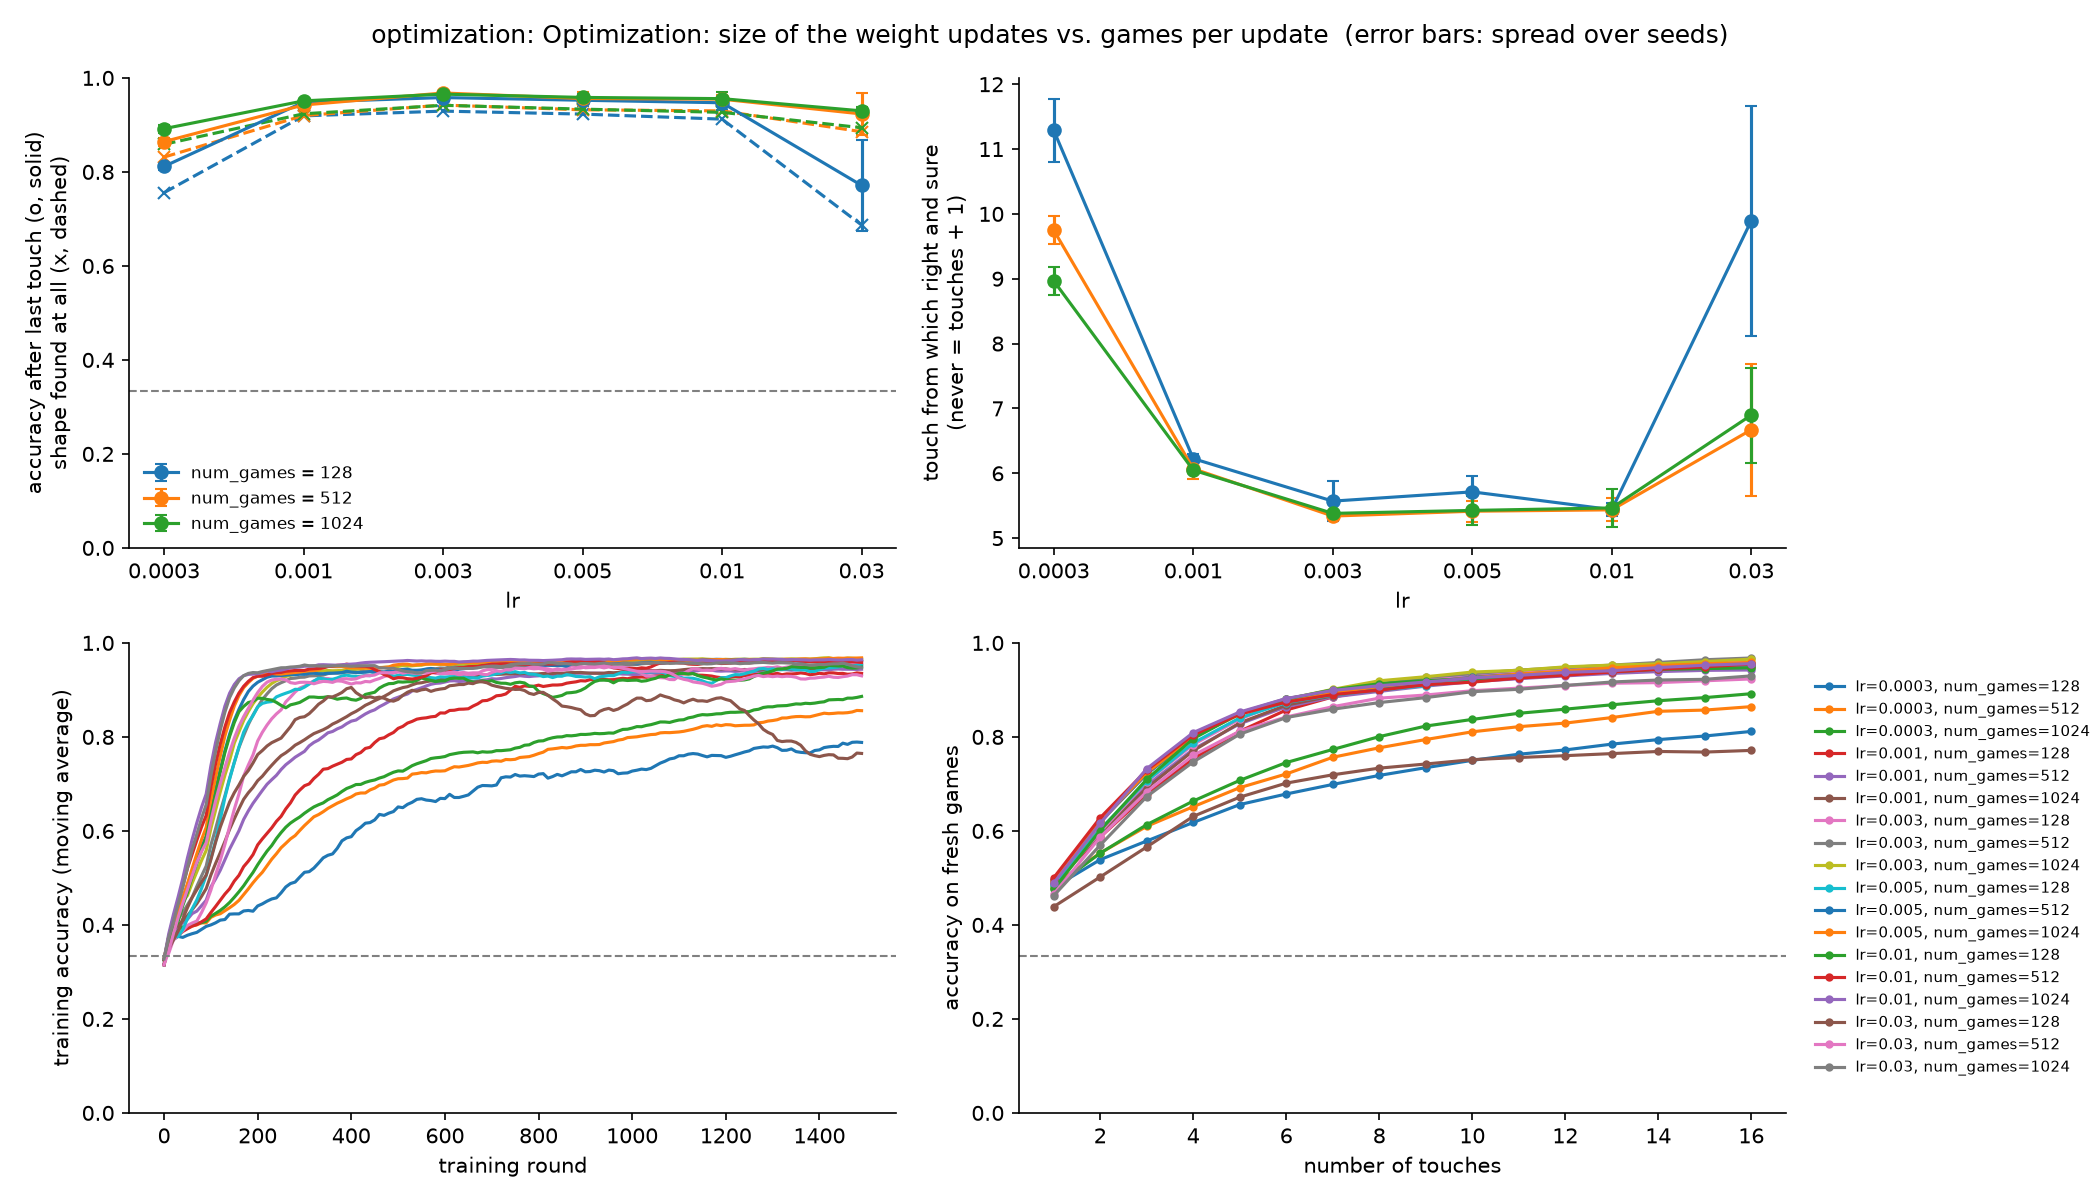 optimization: Optimization: size of the weight updates vs. games per update  (error bars: spread over seeds)
accuracy after last touch (o, solid)
shape found at all (x, dashed)
1.0
0.8
0.6
0.4
0.2
0.0
num_games = 128
num_games = 512
num_games = 1024
0.0003 0.001 0.003 0.005 0.01 0.03
lr
touch from which right and sure
(never = touches + 1)
12
11
10
9
8
7
6
5
0.0003 0.001 0.003 0.005 0.01 0.03
lr
training accuracy (moving average)
1.0
0.8
0.6
0.4
0.2
0.0
0 200 400 600 800 1000 1200 1400
training round
accuracy on fresh games
1.0
0.8
0.6
0.4
0.2
0.0
2 4 6 8 10 12 14 16
number of touches
lr=0.0003, num_games=128
lr=0.0003, num_games=512
lr=0.0003, num_games=1024
lr=0.001, num_games=128
lr=0.001, num_games=512
lr=0.001, num_games=1024
lr=0.003, num_games=128
lr=0.003, num_games=512
lr=0.003, num_games=1024
lr=0.005, num_games=128
lr=0.005, num_games=512
lr=0.005, num_games=1024
lr=0.01, num_games=128
lr=0.01, num_games=512
lr=0.01, num_games=1024
lr=0.03, num_games=128
lr=0.03, num_games=512
lr=0.03, num_games=1024